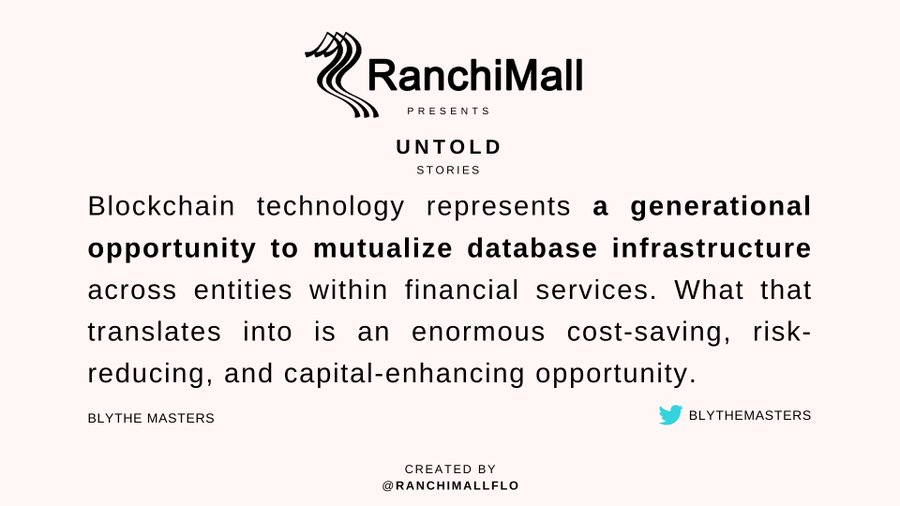 RanchiMall
PRESENTS
UNTOLD
STORIES
Blockchain technology represents a generational
opportunity to mutualize database infrastructure
across entities within financial services. What that
translates into is an enormous cost-saving, risk-
reducing, and capital-enhancing opportunity.
BLYTHE MASTERS
BLYTHEMASTERS
CREATED BY
@RANCHIMALLFLO